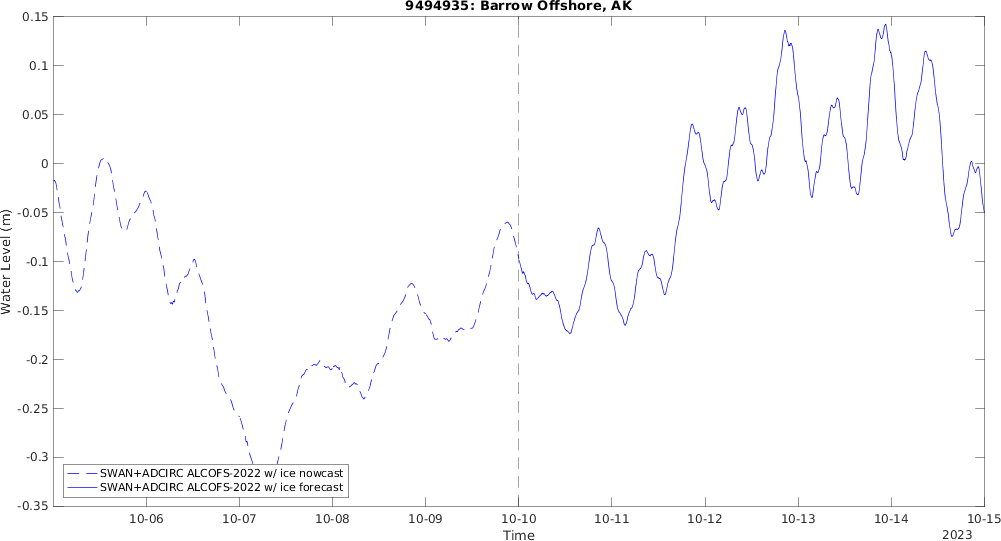 9494935: Barrow Offshore, AK
Water Level (m)
0.15
0.1
0.05
0
-0.05
-0.1
-0.15
-0.2
-0.25
-0.3
-0.35
SWAN+ADCIRC ALCOFS-2022 w/ ice nowcast
SWAN+ADCIRC ALCOFS-2022 w/ ice forecast
10-06 10-07 10-08 10-09 10-10 10-11 10-12 10-13 10-14 10-15
Time
2023